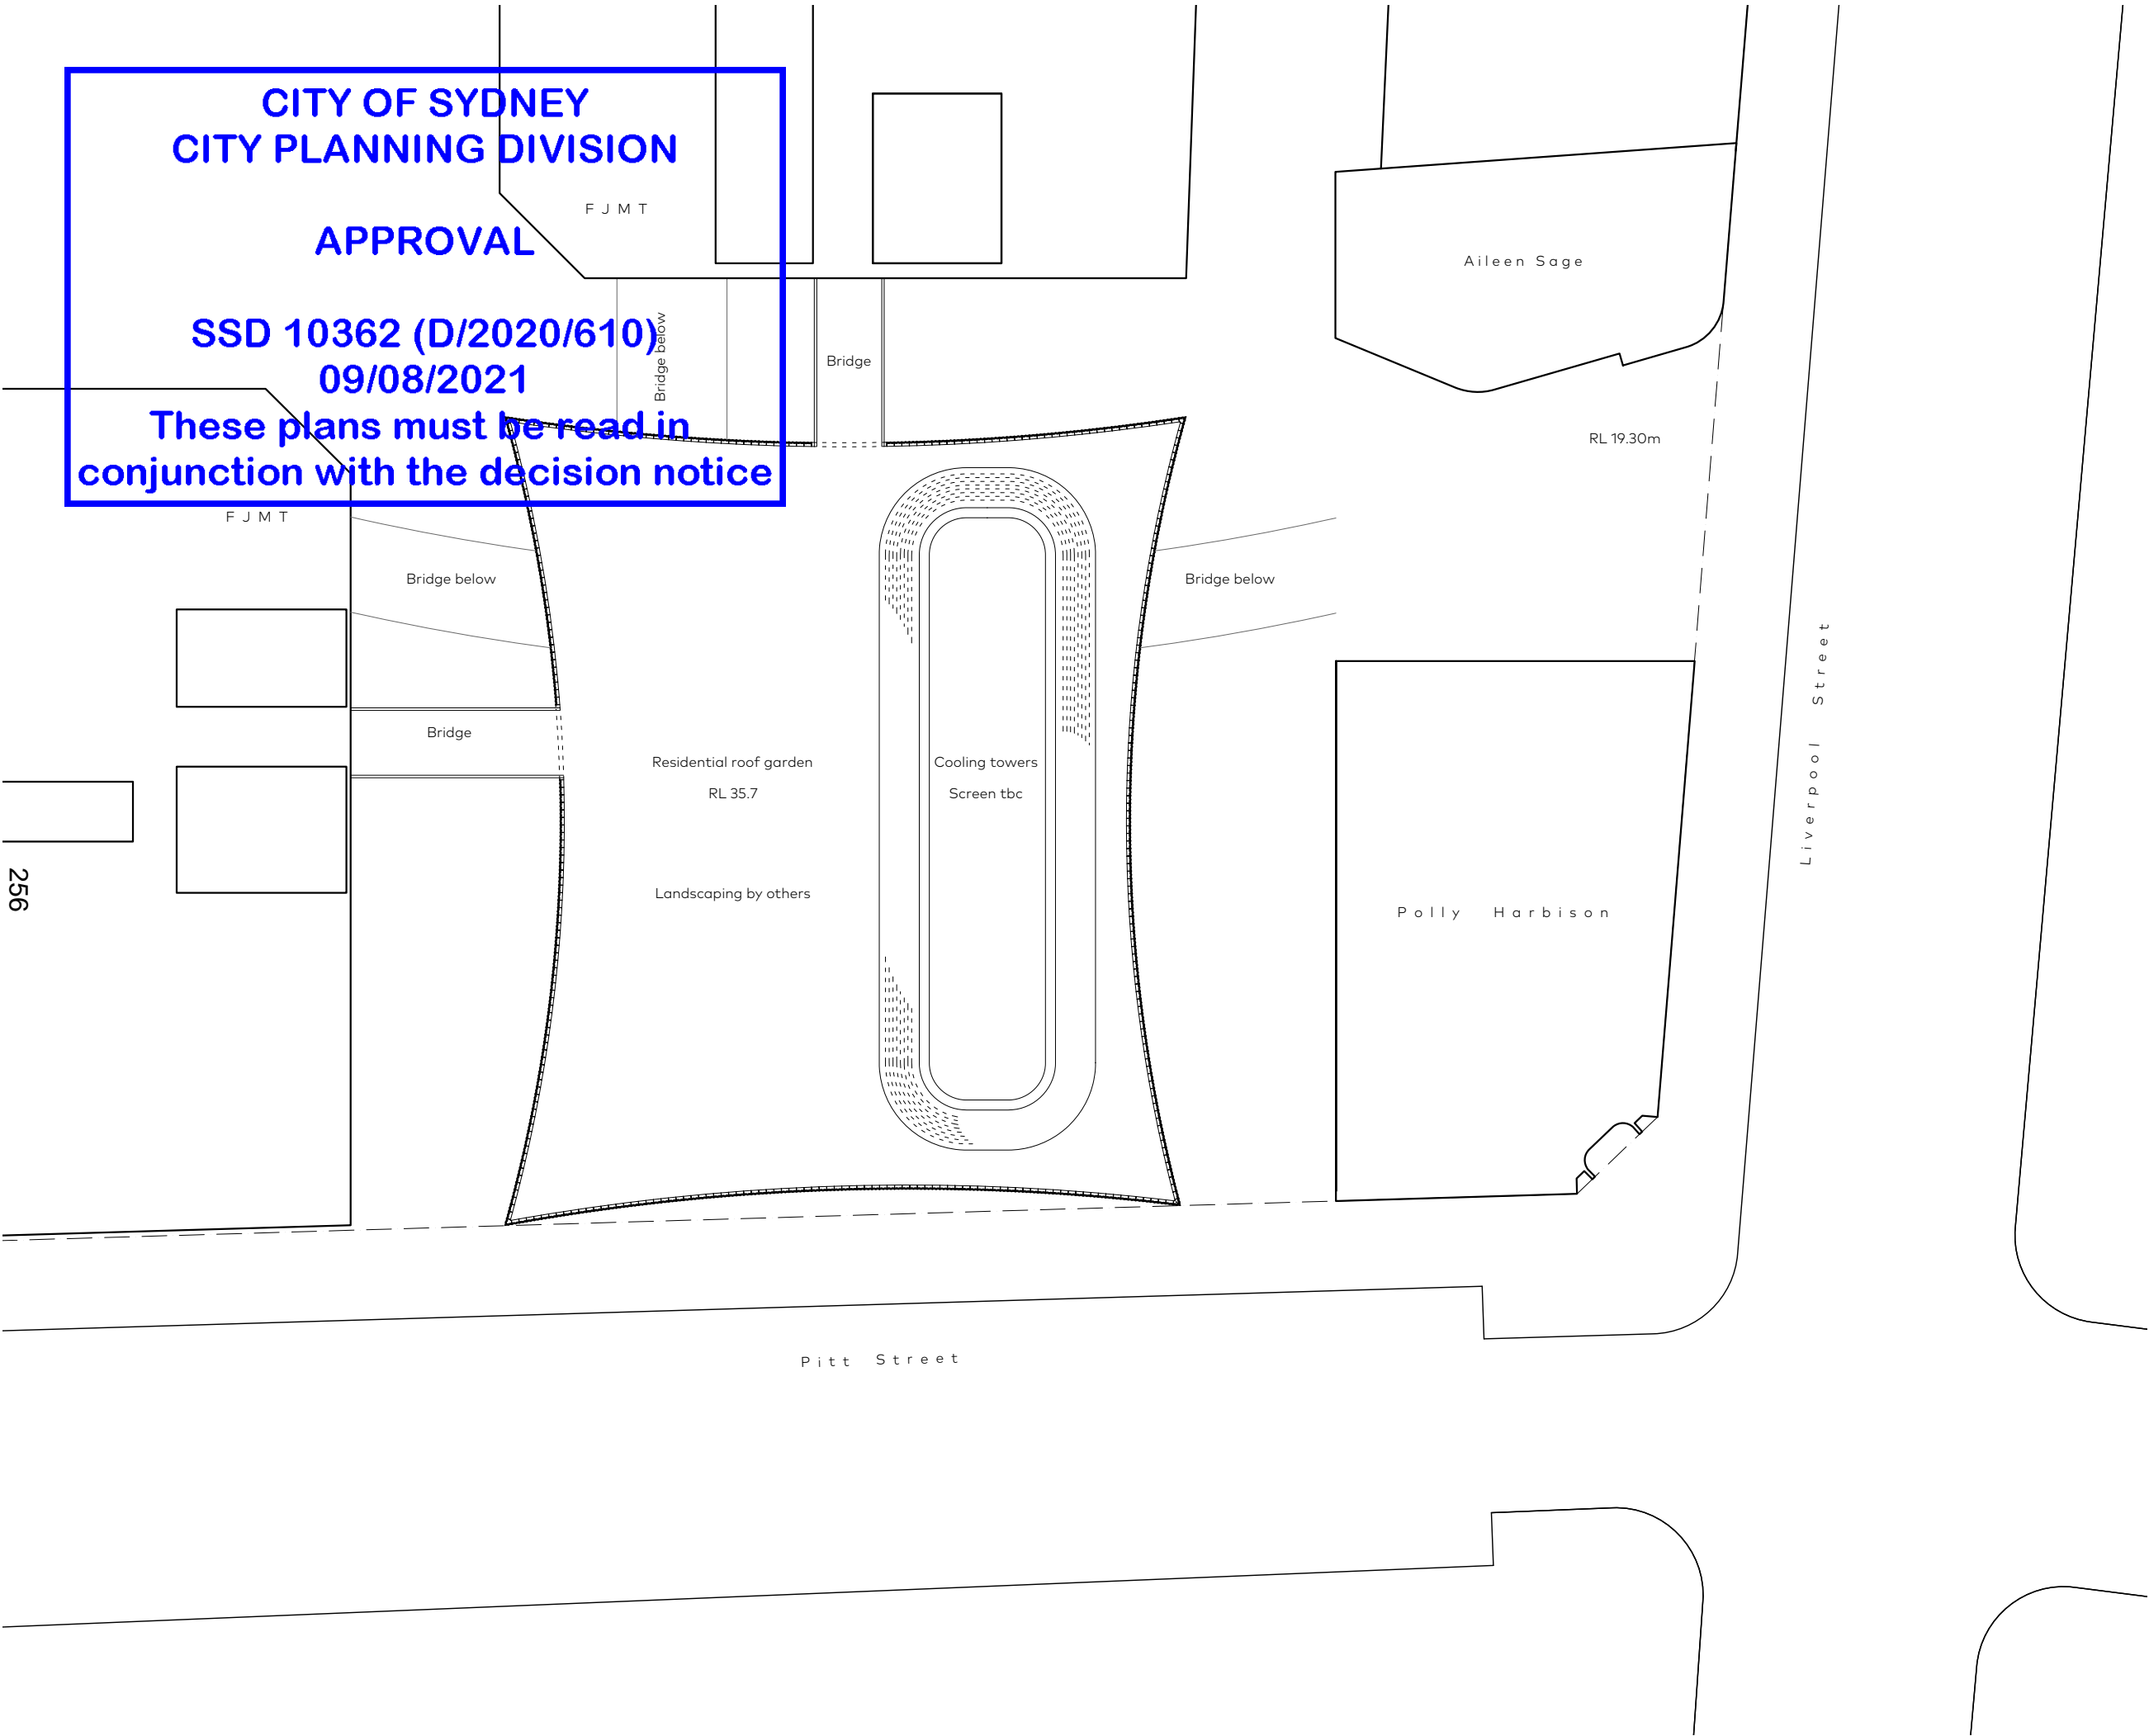 CITY OF SYDNEY
CITY PLANNING DIVISION
APPROVAL
SSD 10362 (D/2020/610)
09/08/2021
These plans must be read in
conjunction with the decision notice
FJMT
Aileen Sage
Bridge below
Bridge
RL 19.30m
FJMT
Bridge below
Bridge below
Bridge
Residential roof garden
RL 35.7
Cooling towers
Screen tbc
Landscaping by others
Polly Harbison
Liverpool Street
256
Pitt Street